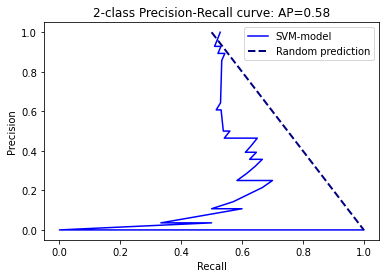 2-class Precision-Recall curve: AP=0.58
SVM-model
Random prediction
Precision
1.0
0.8
0.6
0.4
0.2
0.0
0.0 0.2 0.4 0.6 0.8 1.0
Recall